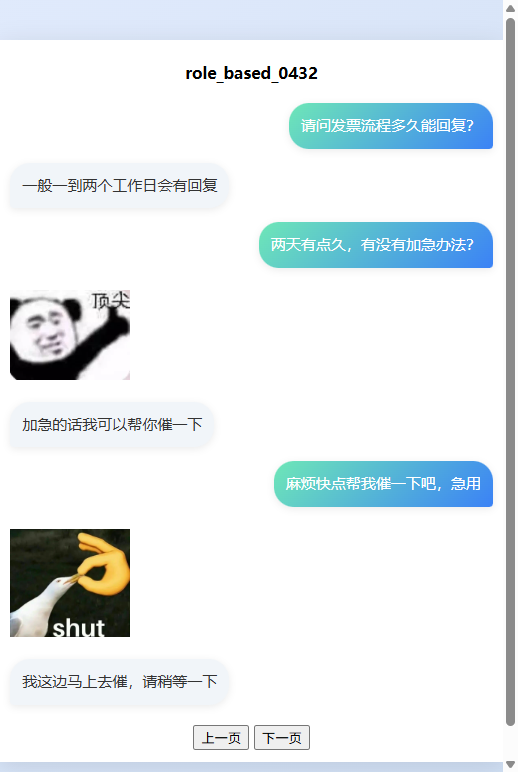 role_based_0432
请问发票流程多久能回复？
一般一到两个工作日会有回复
两天有点久，有没有加急办法？
顶尖
加急的话我可以帮你催一下
麻烦快点帮我催一下吧，急用
shut
我这边马上去催，请稍等一下
上一页 下一页